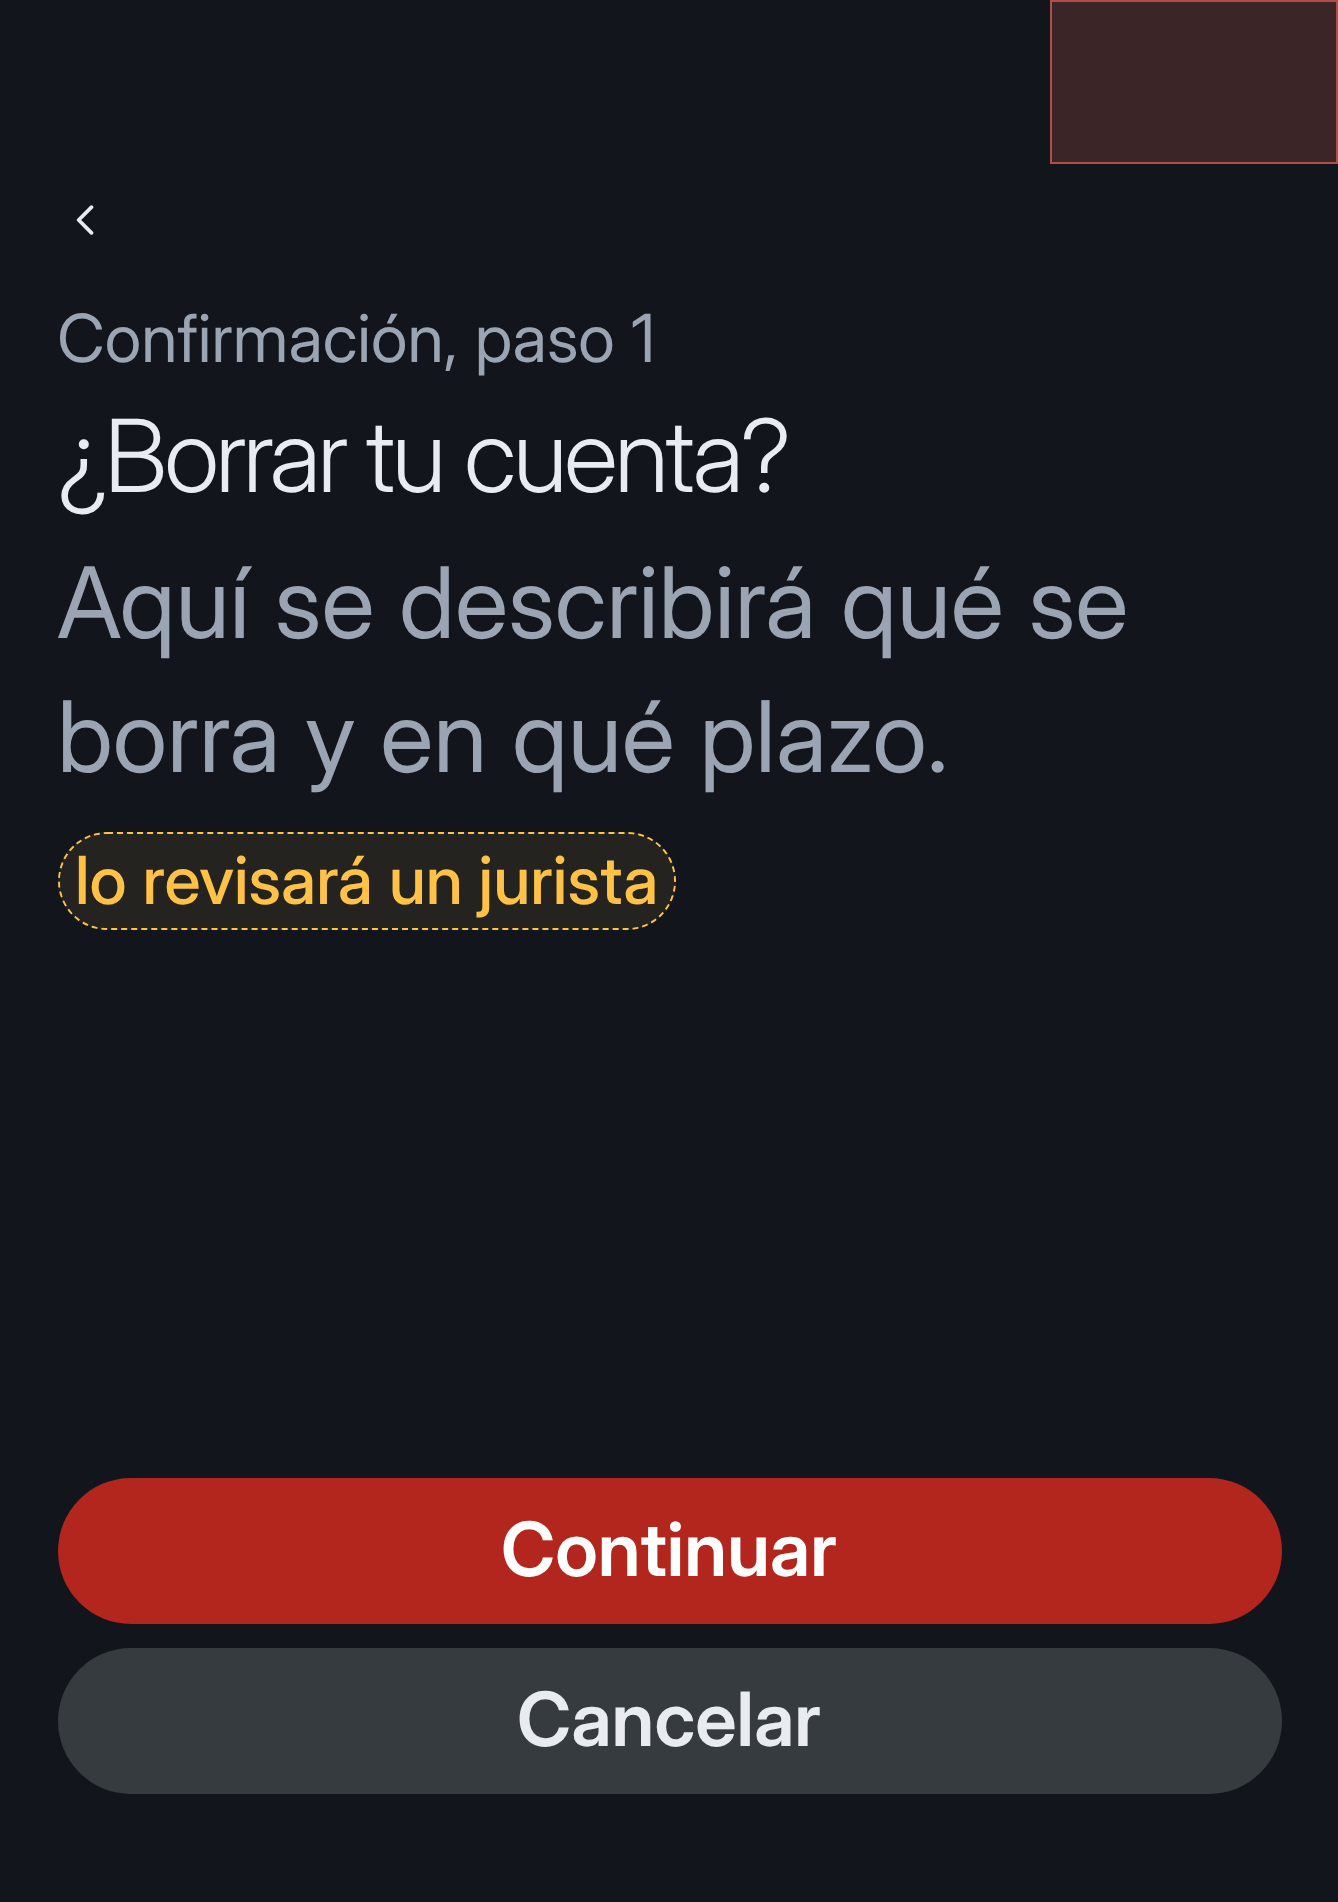 Confirmación, paso 1
¿Borrar tu cuenta?
Aquí se describirá qué se
borra y en qué plazo.
lo revisará un jurista
Continuar
Cancelar